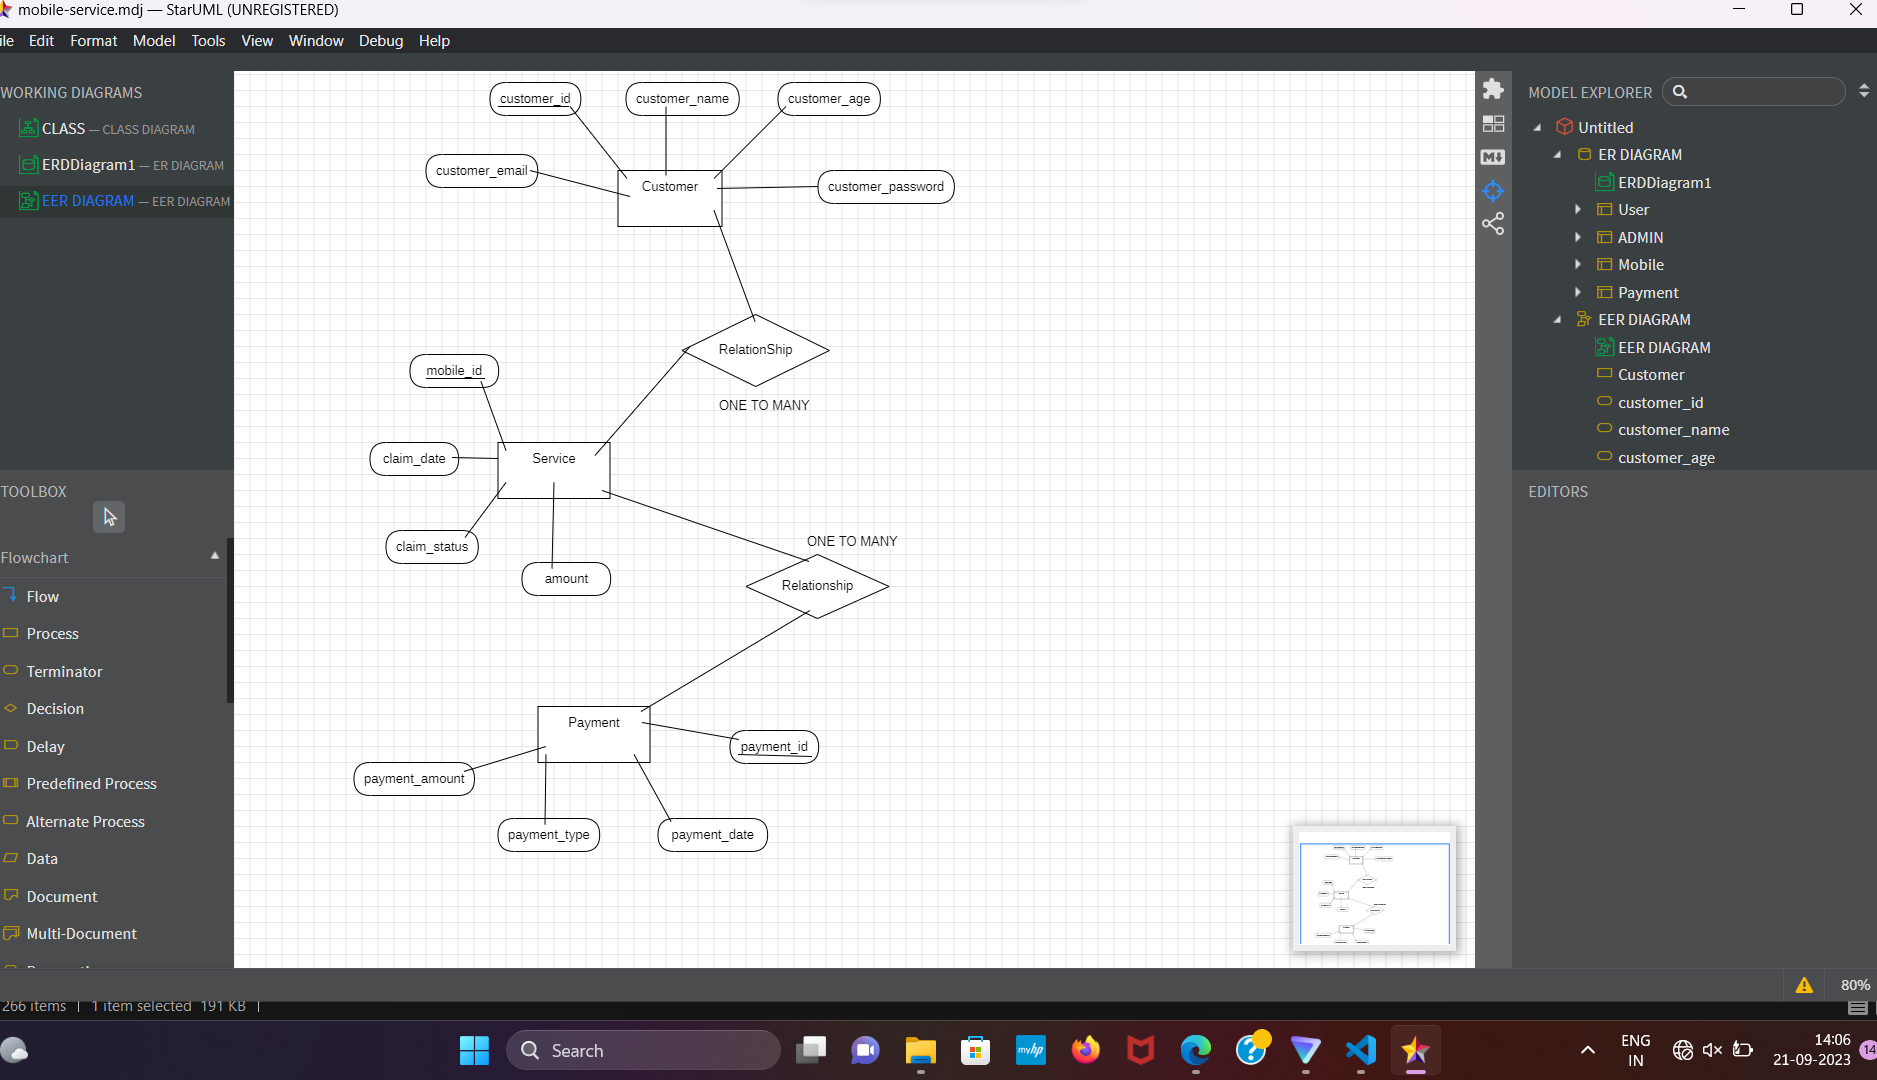 mobile-service.mdj — StarUML (UNREGISTERED)
ile Edit Format Model Tools View Window Debug Help
WORKING DIAGRAMS
CLASS — CLASS DIAGRAM
ERDDiagram1 — ER DIAGRAM
EER DIAGRAM — EER DIAGRAM
TOOLBOX
Flowchart
Flow
Process
Terminator
Decision
Delay
Predefined Process
Alternate Process
Data
Document
Multi-Document
customer_id
customer_name
customer_age
customer_email
Customer
customer_password
RelationShip
ONE TO MANY
mobile_id
claim_date
Service
claim_status
amount
ONE TO MANY
Relationship
Payment
payment_id
payment_amount
payment_type
payment_date
MODEL EXPLORER
Untitled
ER DIAGRAM
ERDDiagram1
User
ADMIN
Mobile
Payment
EER DIAGRAM
EER DIAGRAM
Customer
customer_id
customer_name
customer_age
EDITORS
80%
266 items | 1 item selected 191 KB |
Search
myhp
ENG
IN
14:06
21-09-2023
14